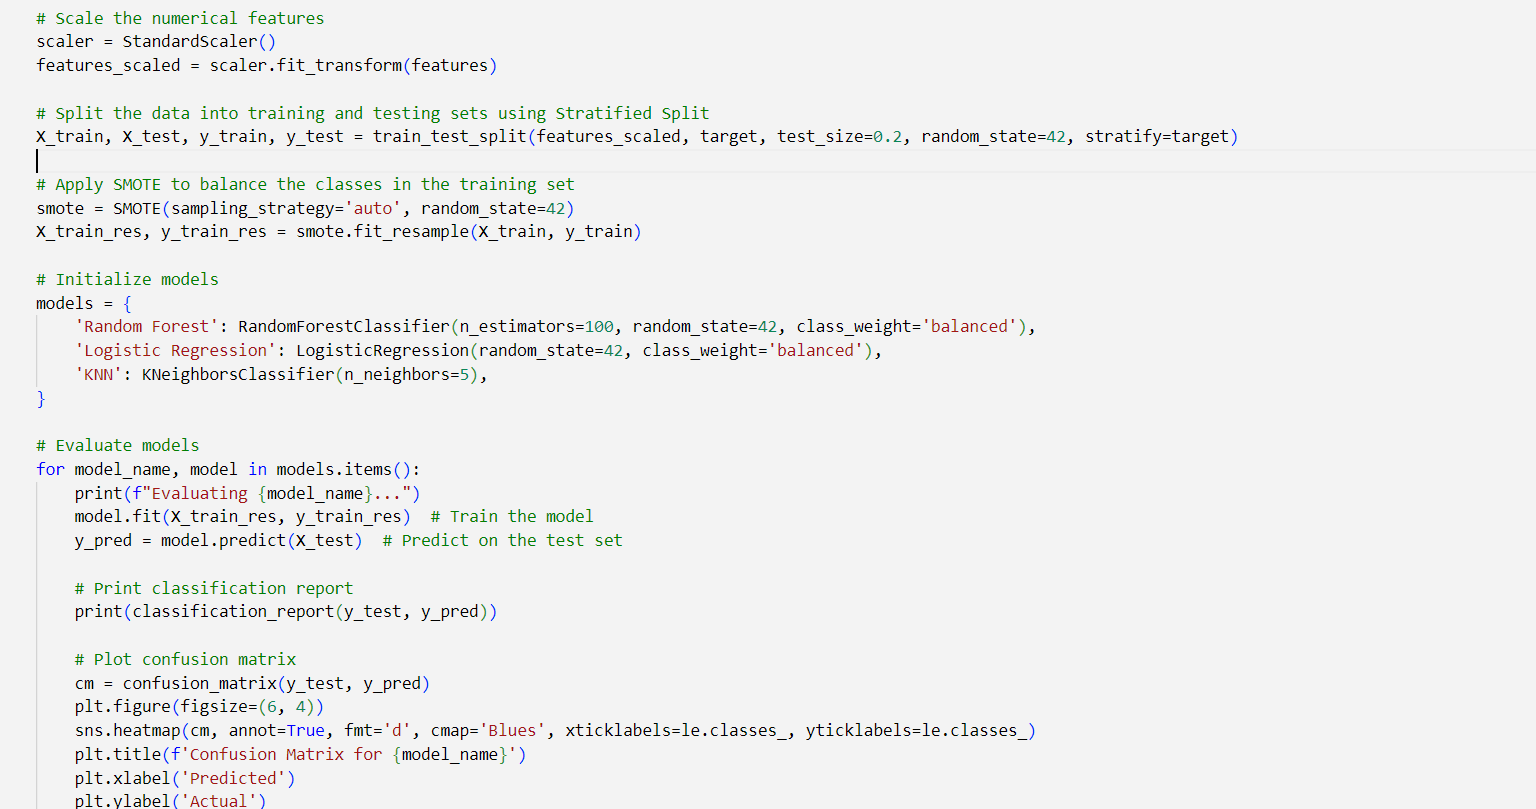 # Scale the numerical features
scaler = StandardScaler()
features_scaled = scaler.fit_transform(features)
# Split the data into training and testing sets using Stratified Split
X_train, X_test, y_train, y_test = train_test_split(features_scaled, target, test_size=0.2, random_state=42, stratify=target)
# Apply SMOTE to balance the classes in the training set
smote = SMOTE(sampling_strategy='auto', random_state=42)
X_train_res, y_train_res = smote.fit_resample(X_train, y_train)
# Initialize models
models = {
    'Random Forest': RandomForestClassifier(n_estimators=100, random_state=42, class_weight='balanced'),
    'Logistic Regression': LogisticRegression(random_state=42, class_weight='balanced'),
    'KNN': KNeighborsClassifier(n_neighbors=5),
}
# Evaluate models
for model_name, model in models.items():
    print(f"Evaluating {model_name}...")
    model.fit(X_train_res, y_train_res)  # Train the model
    y_pred = model.predict(X_test)  # Predict on the test set
    # Print classification report
    print(classification_report(y_test, y_pred))
    # Plot confusion matrix
    cm = confusion_matrix(y_test, y_pred)
    plt.figure(figsize=(6, 4))
    sns.heatmap(cm, annot=True, fmt='d', cmap='Blues', xticklabels=le.classes_, yticklabels=le.classes_)
    plt.title(f'Confusion Matrix for {model_name}')
    plt.xlabel('Predicted')
    plt.ylabel('Actual')